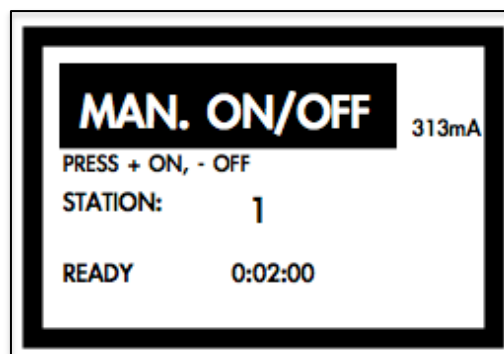 MAN. ON/OFF 313mA
PRESS + ON, - OFF
STATION: 1
READY 0:02:00